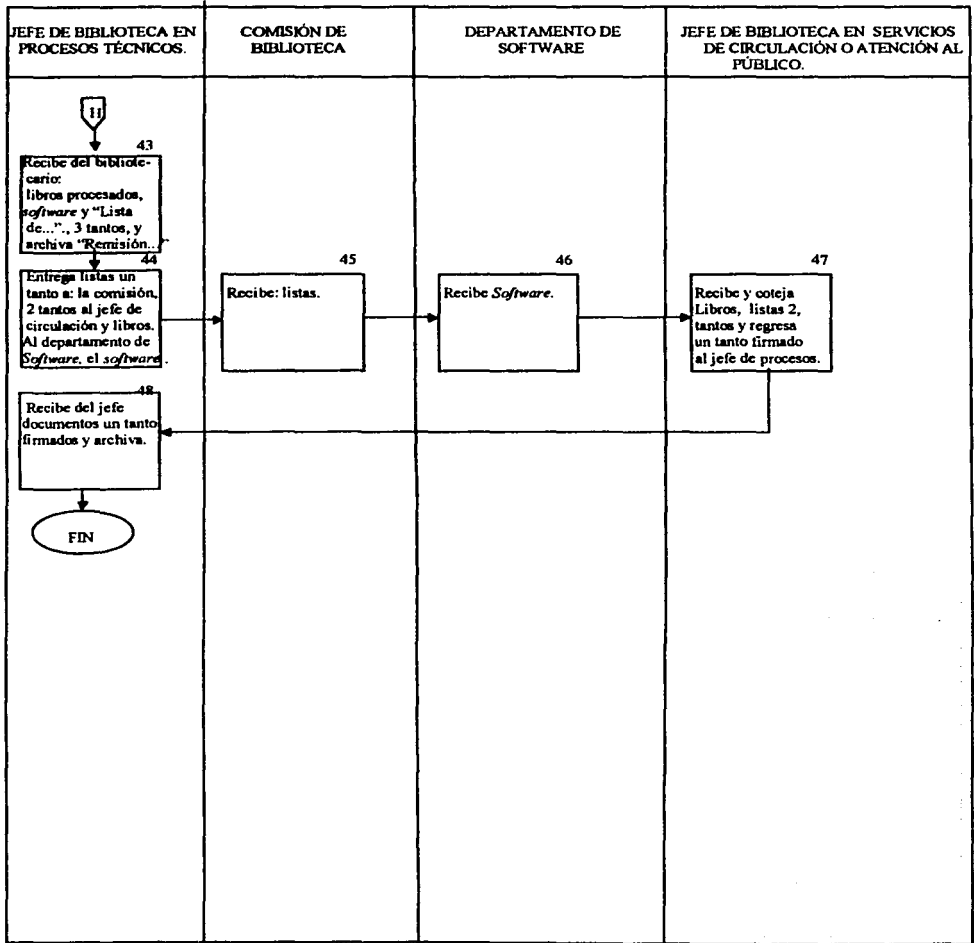 JEFE DE BIBLIOTECA EN
PROCESOS TÉCNICOS.
COMISIÓN DE
BIBLIOTECA
DEPARTAMENTO DE
SOFTWARE
JEFE DE BIBLIOTECA EN SERVICIOS
DE CIRCULACIÓN O ATENCIÓN AL
PÚBLICO.
43
Recibe del bibliote-
cario:
libros procesados,
software y “Lista
de...”., 3 tantos, y
archiva “Remisión...”
44
Entrega listas un
tanto a: la comisión,
2 tantos al jefe de
circulación y libros.
Al departamento de
Software, el software .
45
Recibe: listas.
46
Recibe Software.
47
Recibe y coteja
Libros, listas 2,
tantos y regresa
un tanto firmado
al jefe de procesos.
48
Recibe del jefe
documentos un tanto
firmados y archiva.
FIN